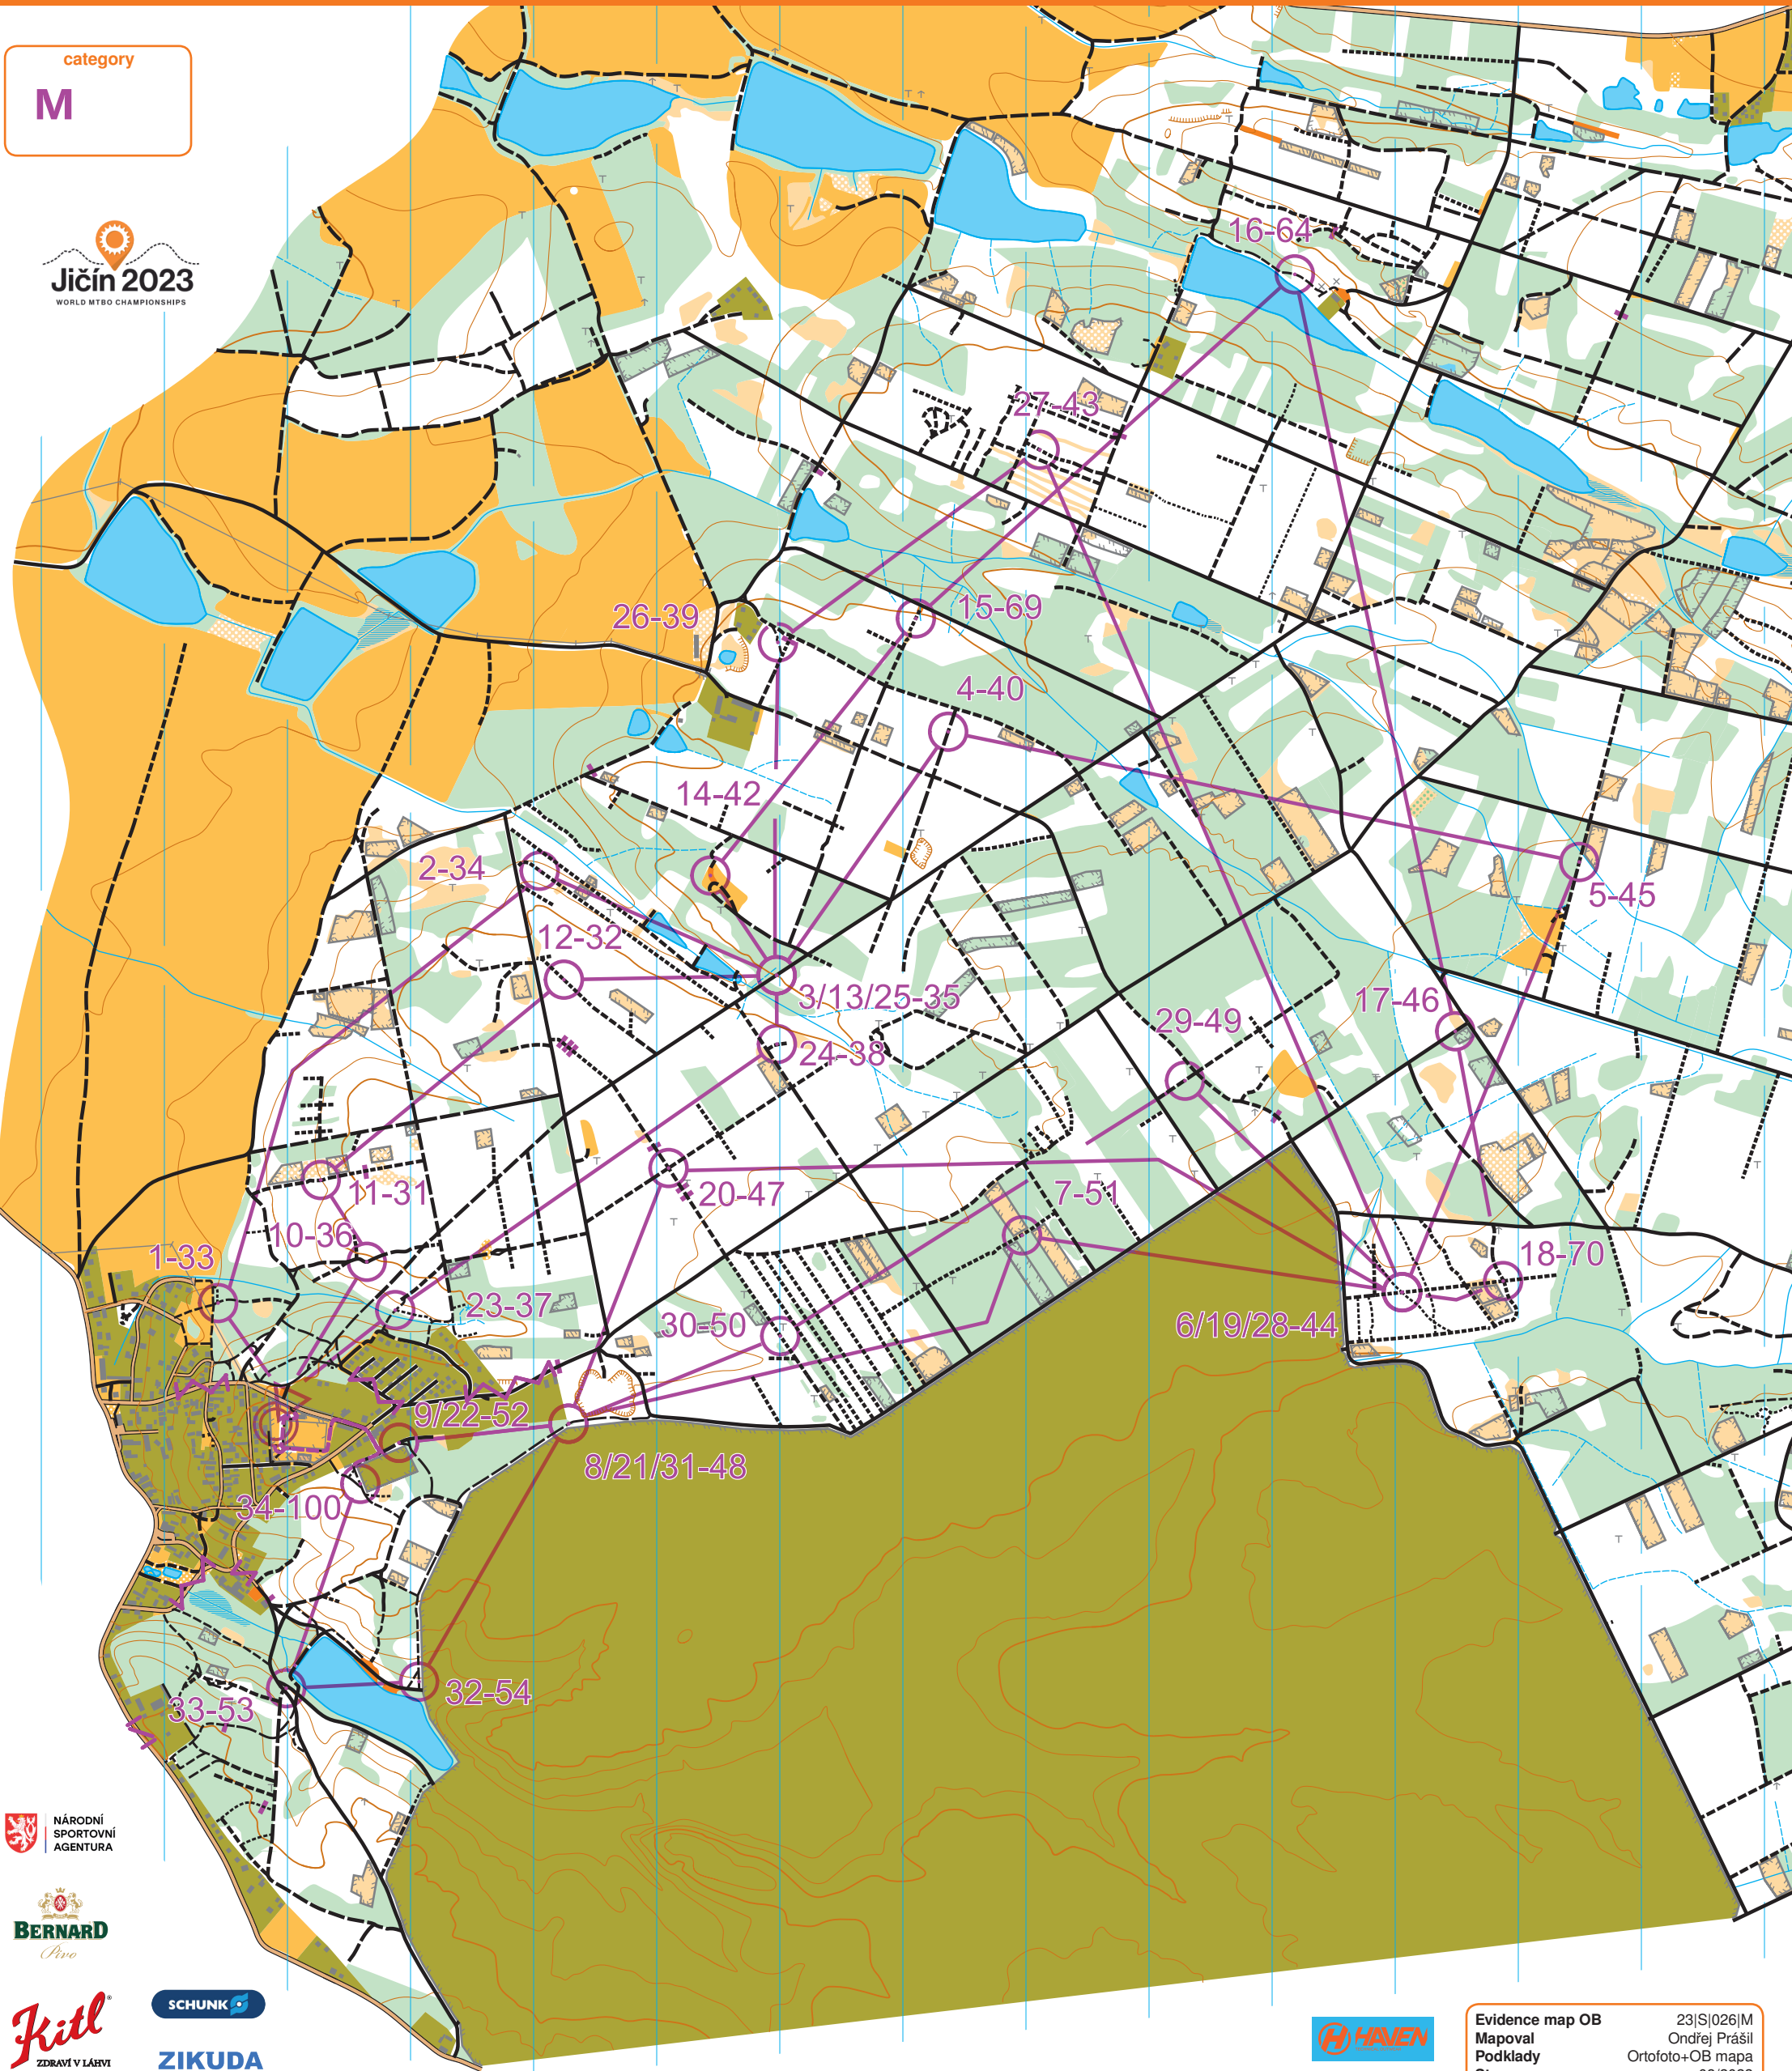 category
M
Jičín 2023
WORLD MTBO CHAMPIONSHIPS
16-64
27-43
26-39
15-69
4-40
14-42
2-34
5-45
12-32
3/13/25-35
17-46
29-49
24-38
11-31
20-47
7-51
10-36
1-33
18-70
23-37
30-50
6/19/28-44
9/22-52
8/21/31-48
34-100
32-54
33-53
NÁRODNÍ
SPORTOVNÍ
AGENTURA
BERNARD
Pivo
Kitl
ZDRAVÍ V LÁHVI
SCHUNK
ZIKUDA
HAVEN
Evidence map OB 23|S|026|M
Mapoval Ondřej Prášil
Podklady Ortofoto+OB mapa